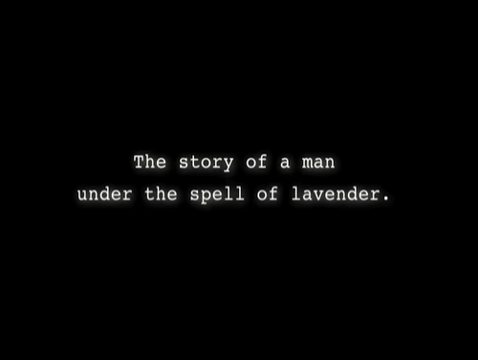 The story of a man
under the spell of lavender.